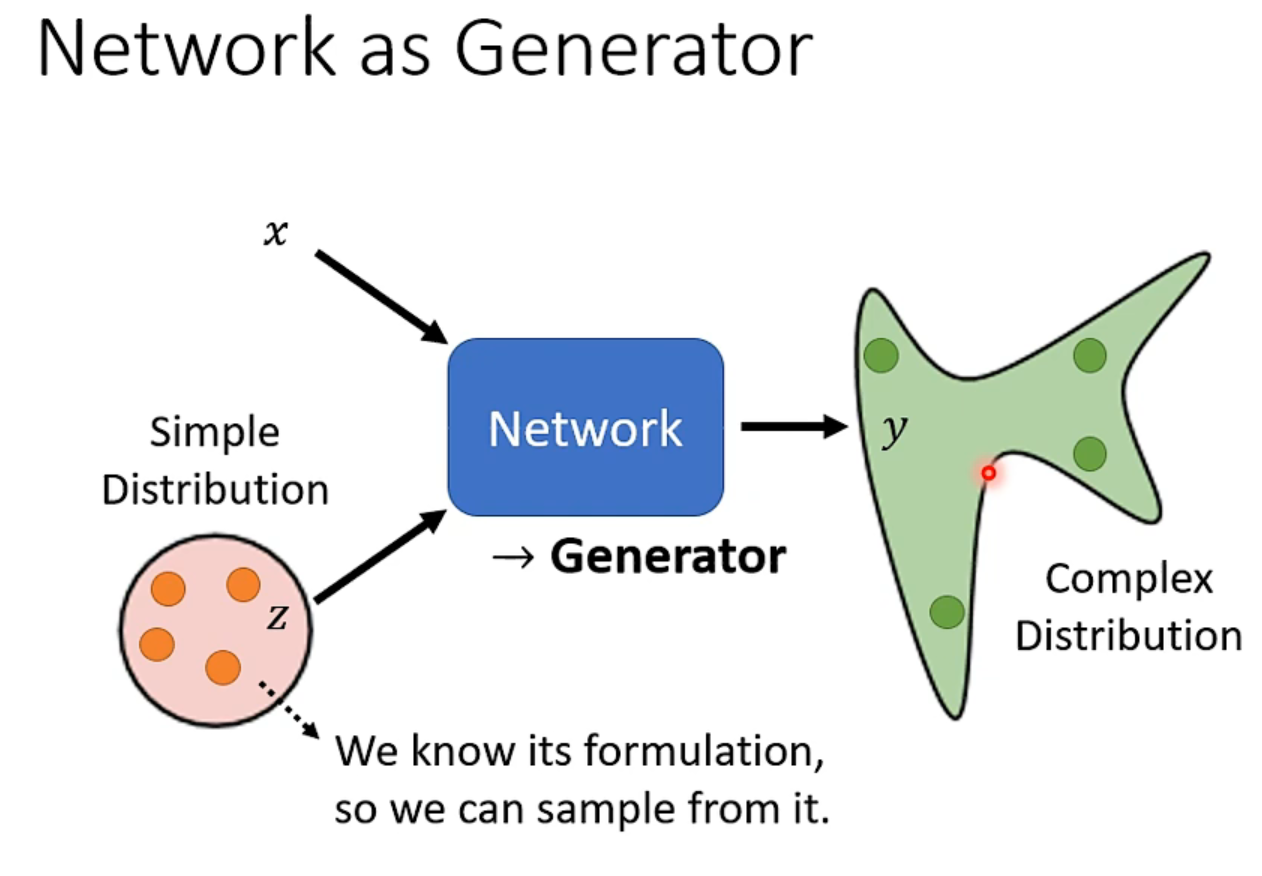 Network as Generator
x
Simple
Distribution
z
Network
→ Generator
y
Complex
Distribution
We know its formulation,
so we can sample from it.